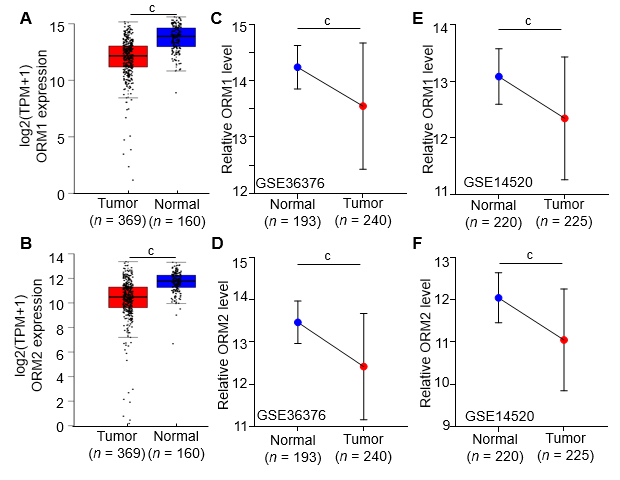 A
c
log2(TPM+1)
ORM1 expression
15
10
5
0
Tumor
(n = 369)
Normal
(n = 160)
C
c
Relative ORM1 level
15
14
13
12
GSE36376
Normal
(n = 193)
Tumor
(n = 240)
E
c
Relative ORM1 level
14
13
12
11
GSE14520
Normal
(n = 220)
Tumor
(n = 225)
B
c
log2(TPM+1)
ORM2 expression
14
12
10
8
6
4
2
0
Tumor
(n = 369)
Normal
(n = 160)
D
c
Relative ORM2 level
15
14
13
12
11
GSE36376
Normal
(n = 193)
Tumor
(n = 240)
F
c
Relative ORM2 level
13
12
11
10
9
GSE14520
Normal
(n = 220)
Tumor
(n = 225)